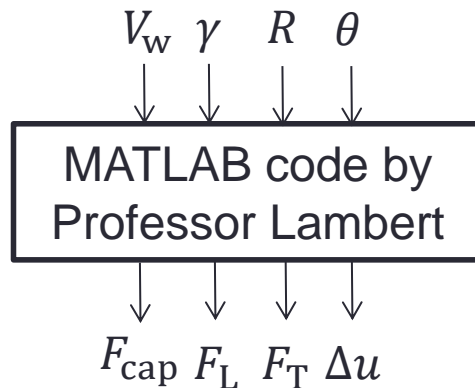 V_w γ R θ
MATLAB code by
Professor Lambert
F_cap F_L F_T Δu